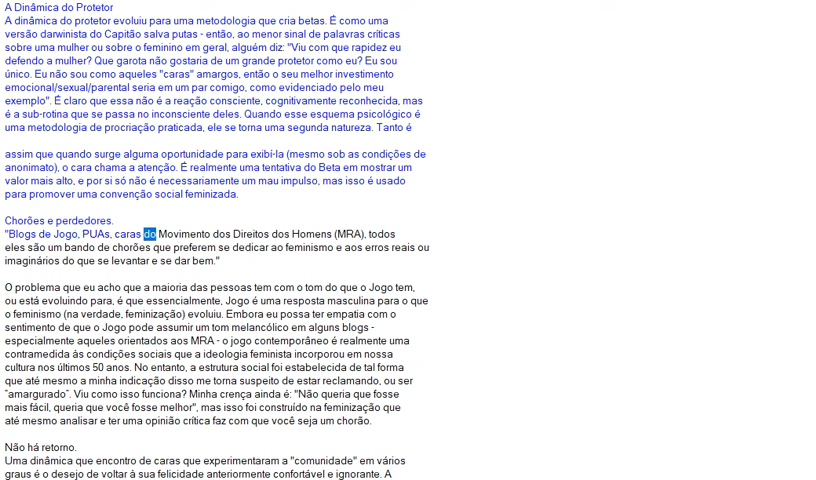 A Dinâmica do Protetor
A dinâmica do protetor evoluiu para uma metodologia que cria betas. É como uma
versão darwinista do Capitão salva putas - então, ao menor sinal de palavras críticas
sobre uma mulher ou sobre o feminino em geral, alguém diz: "Viu com que rapidez eu
defendo a mulher? Que garota não gostaria de um grande protetor como eu? Eu sou
único. Eu não sou como aqueles "caras" amargos, então o seu melhor investimento
emocional/sexual/parental seria em um par comigo, como evidenciado pelo meu
exemplo". É claro que essa não é a reação consciente, cognitivamente reconhecida, mas
é a sub-rotina que se passa no inconsciente deles. Quando esse esquema psicológico é
uma metodologia de procriação praticada, ele se torna uma segunda natureza. Tanto é
assim que quando surge alguma oportunidade para exibí-la (mesmo sob as condições de
anonimato), o cara chama a atenção. É realmente uma tentativa do Beta em mostrar um
valor mais alto, e por si só não é necessariamente um mau impulso, mas isso é usado
para promover uma convenção social feminizada.
Chorões e perdedores.
"Blogs de Jogo, PUAs, caras do Movimento dos Direitos dos Homens (MRA), todos
eles são um bando de chorões que preferem se dedicar ao feminismo e aos erros reais ou
imaginários do que se levantar e se dar bem."
O problema que eu acho que a maioria das pessoas tem com o tom do que o Jogo tem,
ou está evoluindo para, é que essencialmente, Jogo é uma resposta masculina para o que
o feminismo (na verdade, feminização) evoluiu. Embora eu possa ter empatia com o
sentimento de que o Jogo pode assumir um tom melancólico em alguns blogs -
especialmente aqueles orientados aos MRA - o jogo contemporâneo é realmente uma
contramedida às condições sociais que a ideologia feminista incorporou em nossa
cultura nos últimos 50 anos. No entanto, a estrutura social foi estabelecida de tal forma
que até mesmo a minha indicação disso me torna suspeito de estar reclamando, ou ser
"amargurado". Viu como isso funciona? Minha crença ainda é: "Não queria que fosse
mais fácil, queria que você fosse melhor", mas isso foi construído na feminização que
até mesmo analisar e ter uma opinião crítica faz com que você seja um chorão.
Não há retorno.
Uma dinâmica que encontro de caras que experimentaram a "comunidade" em vários
graus é o desejo de voltar à sua felicidade anteriormente confortável e ignorante. A